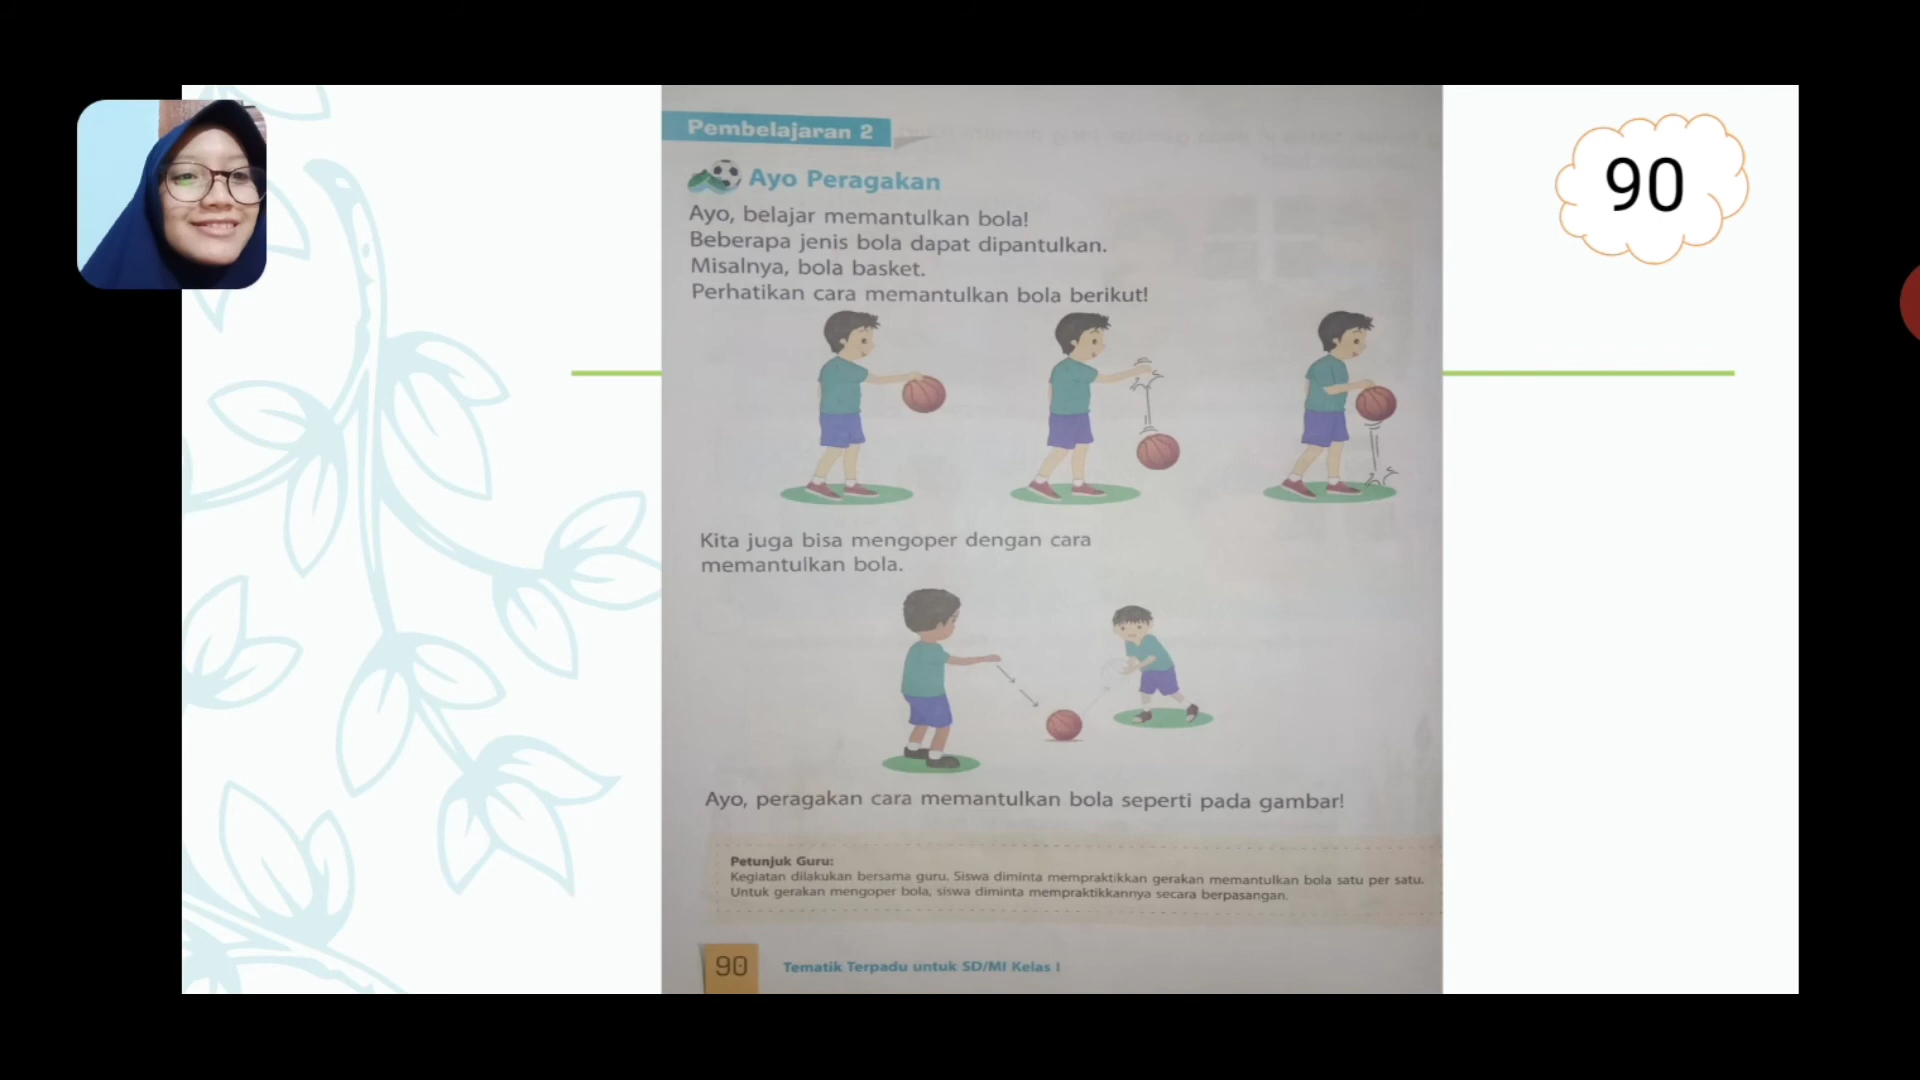 90
Pembelajaran 2
Ayo Peragakan
Ayo, belajar memantulkan bola!
Beberapa jenis bola dapat dipantulkan.
Misalnya, bola basket.
Perhatikan cara memantulkan bola berikut!
Kita juga bisa mengoper dengan cara
memantulkan bola.
Ayo, peragakan cara memantulkan bola seperti pada gambar!
Petunjuk Guru:
Kegiatan dilakukan bersama guru. Siswa diminta mempraktikkan gerakan memantulkan bola satu per satu.
Untuk gerakan mengoper bola, siswa diminta mempraktikkannya secara berpasangan.
90
Tematik Terpadu untuk SD/MI Kelas I